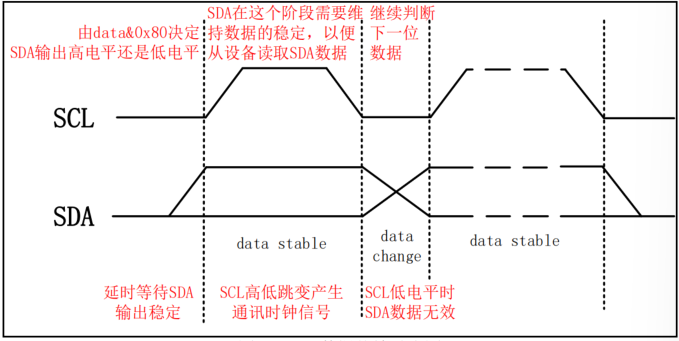 由data&0x80决定
SDA输出高电平还是低电平
SDA在这个阶段需要维
持数据的稳定，以便
从设备读取SDA数据
继续判断
下一位
数据
SCL
SDA
data stable
data
change
data stable
延时等待SDA
输出稳定
SCL高低跳变产生
通讯时钟信号
SCL低电平时
SDA数据无效